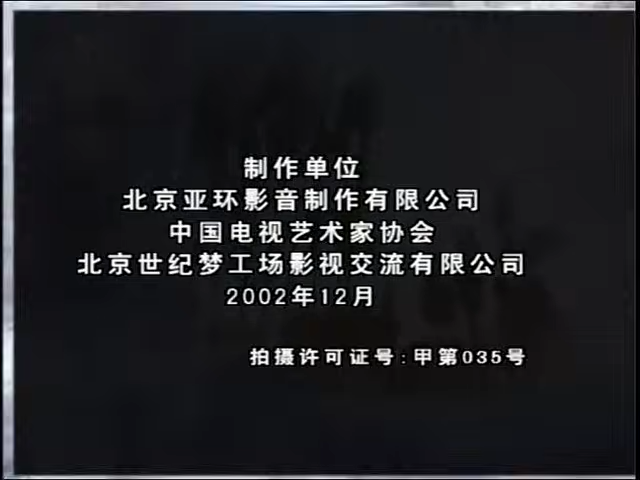 制作单位
北京亚环影音制作有限公司
中国电视艺术家协会
北京世纪梦工场影视交流有限公司
2002年12月
拍摄许可证号:甲第035号